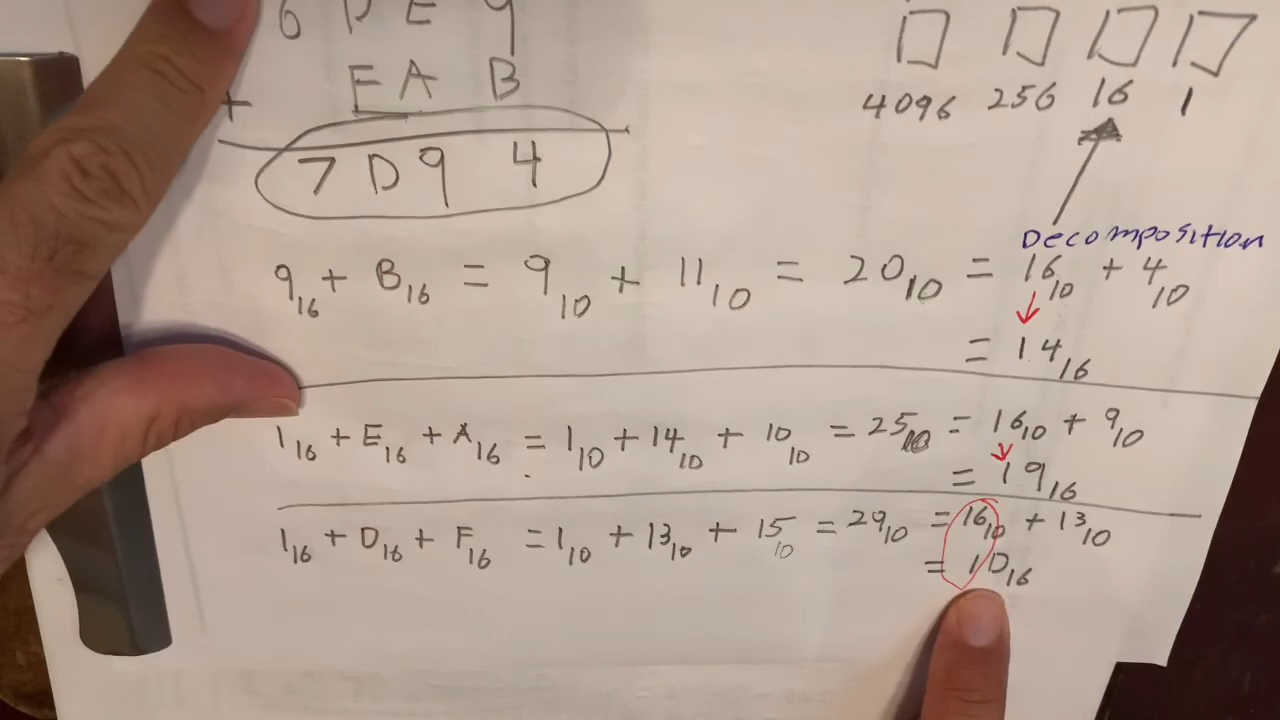 6 D E 9
+ F A B
7 D 9 4
4096 256 16 1
Decomposition
9₁₆ + B₁₆ = 9₁₀ + 11₁₀ = 20₁₀ = 16₁₀ + 4₁₀
= 14₁₆
1₁₆ + E₁₆ + A₁₆ = 1₁₀ + 14₁₀ + 10₁₀ = 25₁₀ = 16₁₀ + 9₁₀
= 19₁₆
1₁₆ + D₁₆ + F₁₆ = 1₁₀ + 13₁₀ + 15₁₀ = 29₁₀ = 16₁₀ + 13₁₀
= 1D₁₆